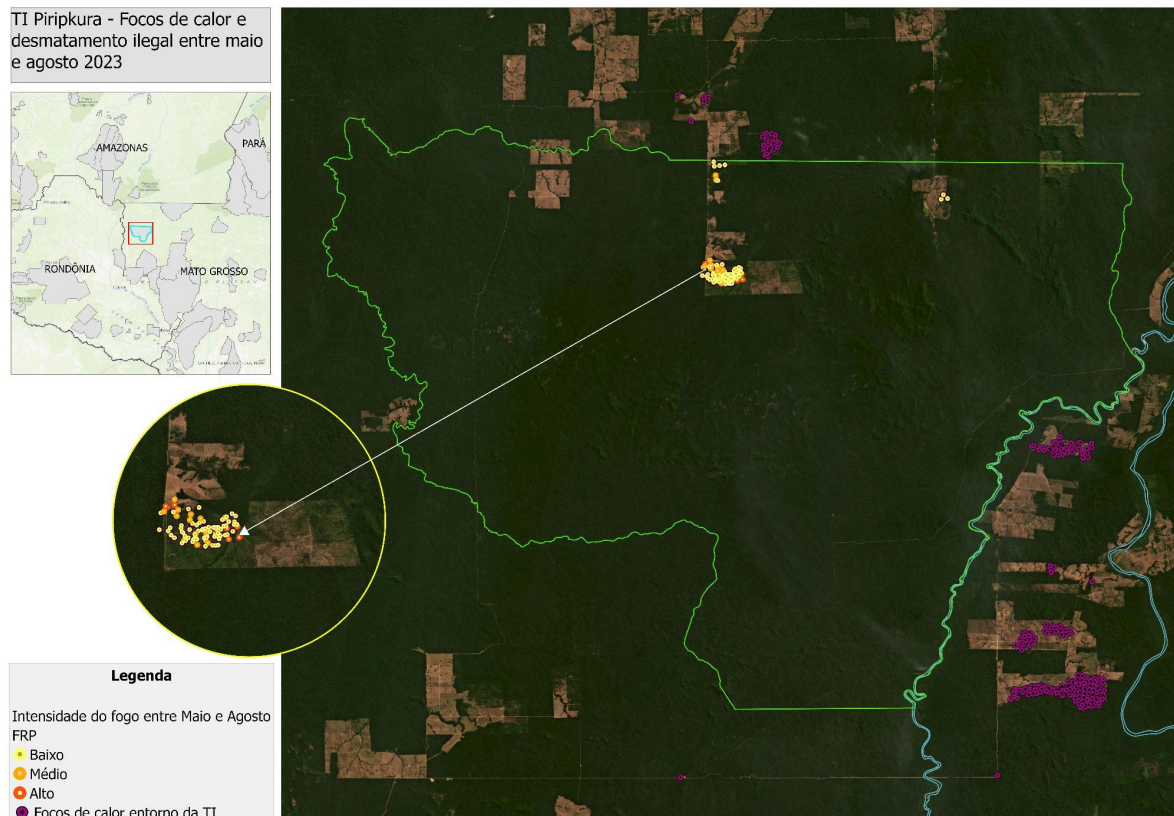 TI Piripkura - Focos de calor e
desmatamento ilegal entre maio
e agosto 2023
AMAZONAS
PARÁ
RONDÔNIA
MATO GROSSO
Legenda
Intensidade do fogo entre Maio e Agosto
FRP
Baixo
Médio
Alto
Focos de calor entorno da TI